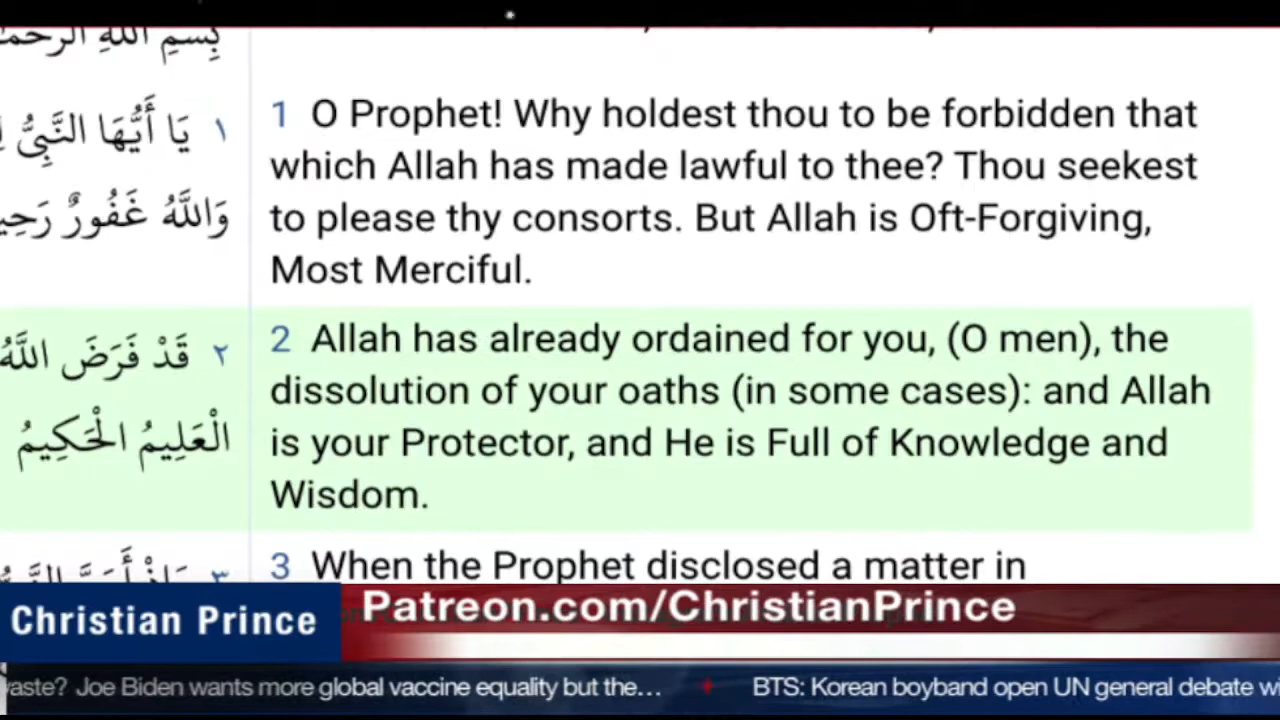 بِسْمِ اللَّهِ
١ يَا أَيُّهَا النَّبِيُّ
وَاللَّهُ غَفُورٌ
1 O Prophet! Why holdest thou to be forbidden that
which Allah has made lawful to thee? Thou seekest
to please thy consorts. But Allah is Oft-Forgiving,
Most Merciful.
٢ قَدْ فَرَضَ اللَّهُ
الْعَلِيمُ الْحَكِيمُ
2 Allah has already ordained for you, (O men), the
dissolution of your oaths (in some cases): and Allah
is your Protector, and He is Full of Knowledge and
Wisdom.
٣
3 When the Prophet disclosed a matter in
Christian Prince
Patreon.com/ChristianPrince
Joe Biden wants more global vaccine equality but the... BTS: Korean boyband open UN general debate